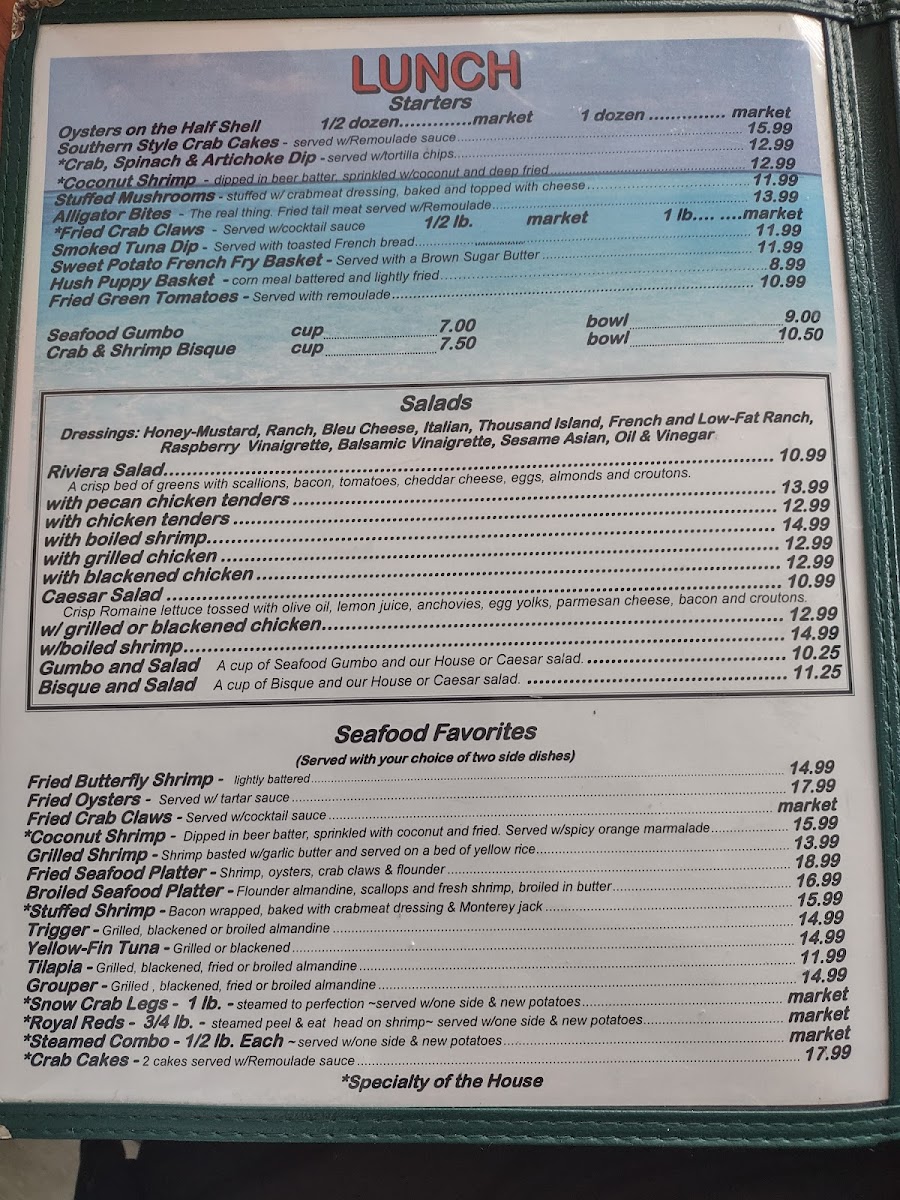 LUNCH
Starters
Oysters on the Half Shell 1/2 dozen.............market 1 dozen .............. market
Southern Style Crab Cakes - served w/Remoulade sauce........ 15.99
*Crab, Spinach & Artichoke Dip - served w/tortilla chips........ 12.99
*Coconut Shrimp - dipped in beer batter, sprinkled w/coconut and deep fried........ 12.99
Stuffed Mushrooms - stuffed w/ crabmeat dressing, baked and topped with cheese........ 11.99
Alligator Bites - The real thing. Fried tail meat served w/Remoulade........ 13.99
*Fried Crab Claws - Served w/cocktail sauce 1/2 lb. market 1 lb.... ....market
Smoked Tuna Dip - Served with toasted French bread........ 11.99
Sweet Potato French Fry Basket - Served with a Brown Sugar Butter ........ 11.99
Hush Puppy Basket - corn meal battered and lightly fried........ 8.99
Fried Green Tomatoes - Served with remoulade........ 10.99
Seafood Gumbo cup........7.00 bowl........ 9.00
Crab & Shrimp Bisque cup........7.50 bowl........ 10.50
Salads
Dressings: Honey-Mustard, Ranch, Bleu Cheese, Italian, Thousand Island, French and Low-Fat Ranch,
Raspberry Vinaigrette, Balsamic Vinaigrette, Sesame Asian, Oil & Vinegar
Riviera Salad........ 10.99
A crisp bed of greens with scallions, bacon, tomatoes, cheddar cheese, eggs, almonds and croutons.
with pecan chicken tenders ........ 13.99
with chicken tenders ........ 12.99
with boiled shrimp........ 14.99
with grilled chicken ........ 12.99
with blackened chicken ........ 12.99
Caesar Salad ........ 10.99
Crisp Romaine lettuce tossed with olive oil, lemon juice, anchovies, egg yolks, parmesan cheese, bacon and croutons.
w/ grilled or blackened chicken........ 12.99
w/boiled shrimp........ 14.99
Gumbo and Salad A cup of Seafood Gumbo and our House or Caesar salad. ........ 10.25
Bisque and Salad A cup of Bisque and our House or Caesar salad. ........ 11.25
Seafood Favorites
(Served with your choice of two side dishes)
Fried Butterfly Shrimp - lightly battered........ 14.99
Fried Oysters - Served w/ tartar sauce ........ 17.99
Fried Crab Claws - Served w/cocktail sauce ........ market
*Coconut Shrimp - Dipped in beer batter, sprinkled with coconut and fried. Served w/spicy orange marmalade........ 15.99
Grilled Shrimp - Shrimp basted w/garlic butter and served on a bed of yellow rice........ 13.99
Fried Seafood Platter - Shrimp, oysters, crab claws & flounder ........ 18.99
Broiled Seafood Platter - Flounder almandine, scallops and fresh shrimp, broiled in butter........ 16.99
*Stuffed Shrimp - Bacon wrapped, baked with crabmeat dressing & Monterey jack ........ 15.99
Trigger - Grilled, blackened or broiled almandine ........ 14.99
Yellow-Fin Tuna - Grilled or blackened ........ 14.99
Tilapia - Grilled, blackened, fried or broiled almandine ........ 11.99
Grouper - Grilled , blackened, fried or broiled almandine ........ 14.99
*Snow Crab Legs - 1 lb. - steamed to perfection ~served w/one side & new potatoes........ market
*Royal Reds - 3/4 lb. - steamed peel & eat head on shrimp~ served w/one side & new potatoes........ market
*Steamed Combo - 1/2 lb. Each ~served w/one side & new potatoes........ market
*Crab Cakes - 2 cakes served w/Remoulade sauce ........ 17.99
*Specialty of the House